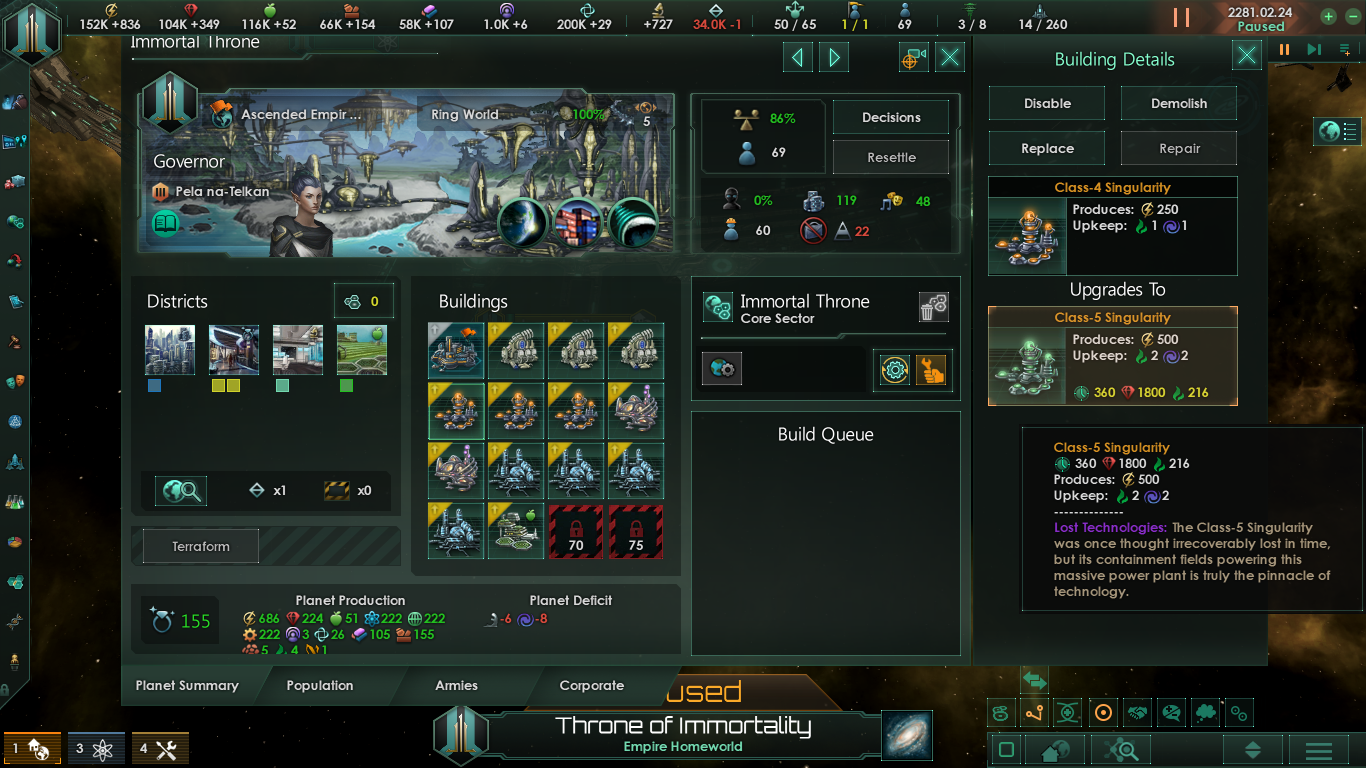 152K +836
104K +349
116K +52
66K +154
58K +107
1.0K +6
200K +29
+727
34.0K -1
50 / 65
1 / 1
69
3 / 8
14 / 260
2281.02.24
Paused
Immortal Throne
Ascended Empir ...
Ring World
100%
5
Governor
Pela na-Telkan
86%
69
Decisions
Resettle
0%
119
48
60
22
Districts
0
x1
x0
Terraform
Buildings
70
75
Immortal Throne
Core Sector
Build Queue
155
Planet Production
686 224 51 222 222
222 3 26 105 155
5 4 1
Planet Deficit
-6 -8
Planet Summary
Population
Armies
Corporate
Building Details
Disable
Demolish
Replace
Repair
Class-4 Singularity
Produces: 250
Upkeep: 1 1
Upgrades To
Class-5 Singularity
Produces: 500
Upkeep: 2 2
360 1800 216
Class-5 Singularity
360 1800 216
Produces: 500
Upkeep: 2 2
--------------
Lost Technologies: The Class-5 Singularity
was once thought irrecoverably lost in time,
but its containment fields powering this
massive power plant is truly the pinnacle of
technology.
used
Throne of Immortality
Empire Homeworld
1
3
4